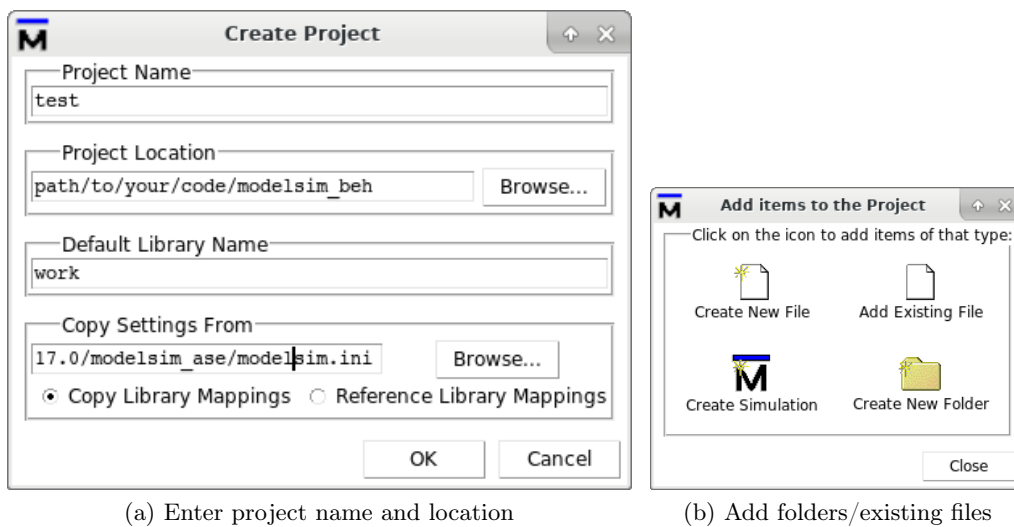 Create Project
Project Name
test
Project Location
path/to/your/code/modelsim_beh
Browse...
Default Library Name
work
Copy Settings From
17.0/modelsim_ase/modelsim.ini
Browse...
Copy Library Mappings
Reference Library Mappings
OK
Cancel
(a) Enter project name and location
Add items to the Project
Click on the icon to add items of that type:
Create New File
Add Existing File
Create Simulation
Create New Folder
Close
(b) Add folders/existing files